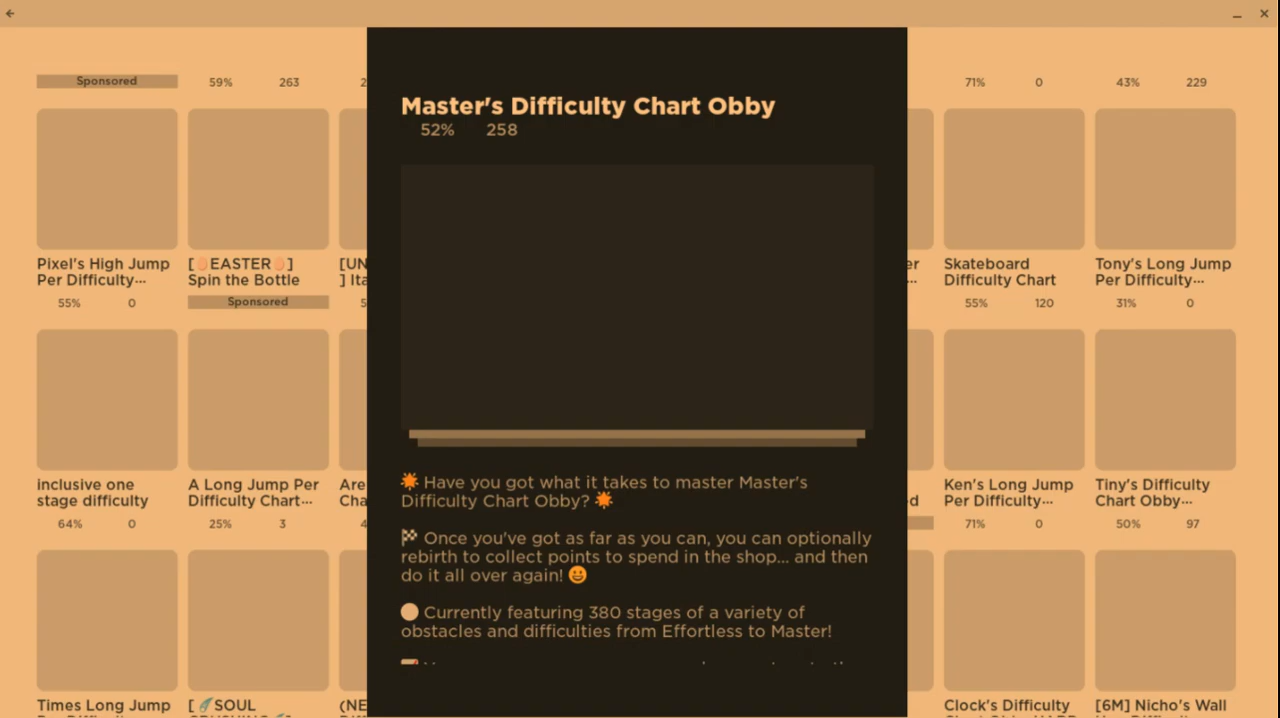 Sponsored
59% 263
71% 0
43% 229
Master's Difficulty Chart Obby
52% 258
Pixel's High Jump
Per Difficulty...
[🥚EASTER🥚]
Spin the Bottle
[UN
] Ita
Skateboard
Difficulty Chart
Tony's Long Jump
Per Difficulty...
55% 0
Sponsored
55% 120
31% 0
inclusive one
stage difficulty
A Long Jump Per
Difficulty Chart...
Are
Cha
Ken's Long Jump
Per Difficulty...
Tiny's Difficulty
Chart Obby...
64% 0
25% 3
71% 0
50% 97
🌟 Have you got what it takes to master Master's
Difficulty Chart Obby? 🌟
🏁 Once you've got as far as you can, you can optionally
rebirth to collect points to spend in the shop... and then
do it all over again! 😀
⚪ Currently featuring 380 stages of a variety of
obstacles and difficulties from Effortless to Master!
Times Long Jump
[ ☄️SOUL
(NE
Clock's Difficulty
[6M] Nicho's Wall